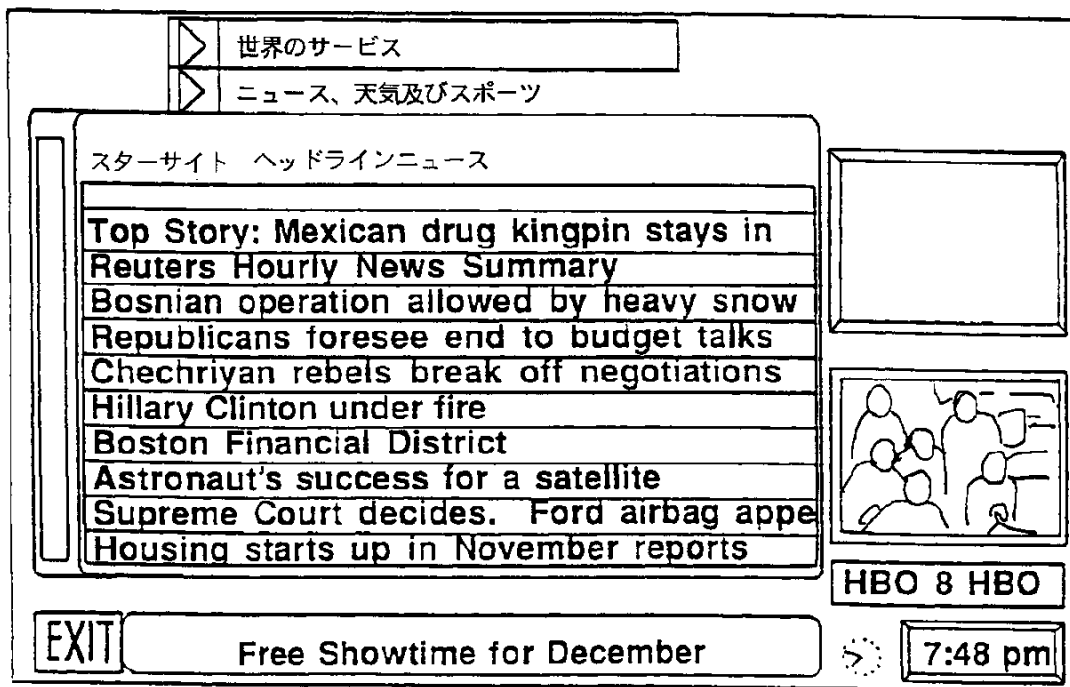 世界のサービス
ニュース、天気及びスポーツ
スターサイト ヘッドラインニュース
Top Story: Mexican drug kingpin stays in
Reuters Hourly News Summary
Bosnian operation allowed by heavy snow
Republicans foresee end to budget talks
Chechriyan rebels break off negotiations
Hillary Clinton under fire
Boston Financial District
Astronaut's success for a satellite
Supreme Court decides. Ford airbag appe
Housing starts up in November reports
HBO 8 HBO
EXIT
Free Showtime for December
7:48 pm